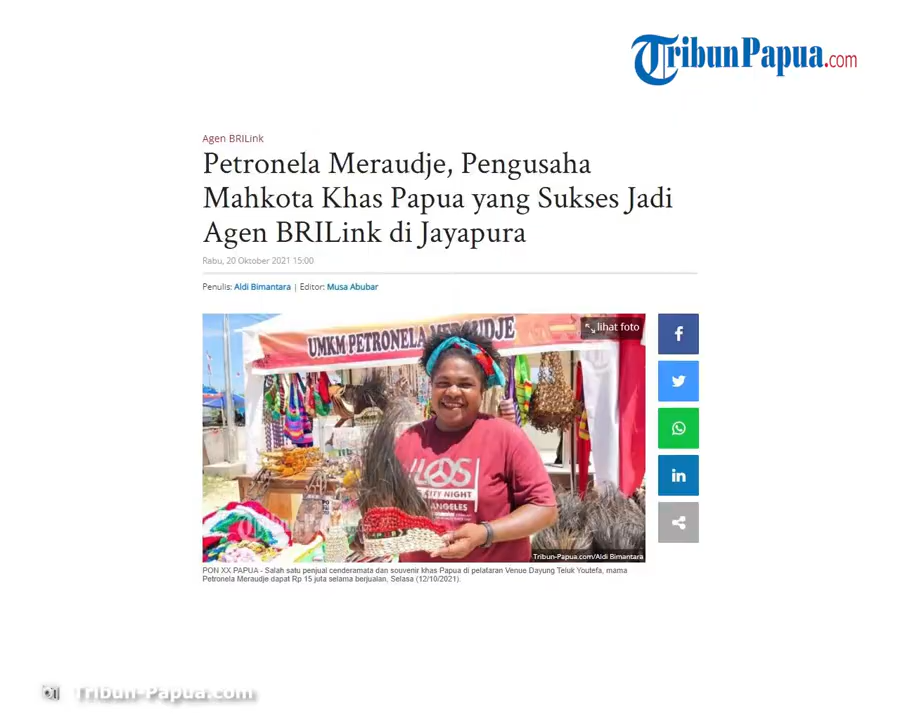 TribunPapua.com
Agen BRILink
Petronela Meraudje, Pengusaha
Mahkota Khas Papua yang Sukses Jadi
Agen BRILink di Jayapura
Rabu, 20 Oktober 2021 15:00
Penulis: Aldi Bimantara | Editor: Musa Abubar
lihat foto
UMKM PETRONELA MERAUDJE
CITY NIGHT
ANGELES
Tribun-Papua.com/Aldi Bimantara
PON XX PAPUA - Salah satu penjual cenderamata dan souvenir khas Papua di pelataran Venue Dayung Teluk Youtefa, mama
Petronela Meraudje dapat Rp 15 juta selama berjualan, Selasa (12/10/2021).
Tribun-Papua.com